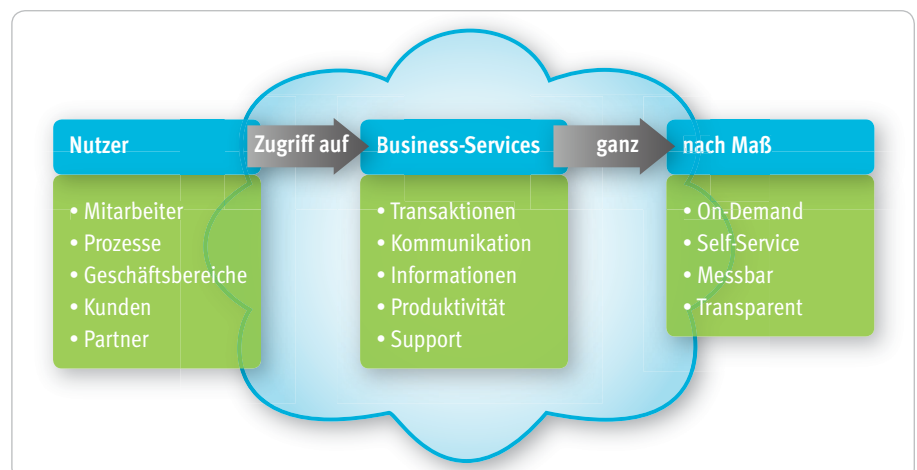 Nutzer
Zugriff auf
Business-Services
ganz
nach Maß
• Mitarbeiter
• Prozesse
• Geschäftsbereiche
• Kunden
• Partner
• Transaktionen
• Kommunikation
• Informationen
• Produktivität
• Support
• On-Demand
• Self-Service
• Messbar
• Transparent